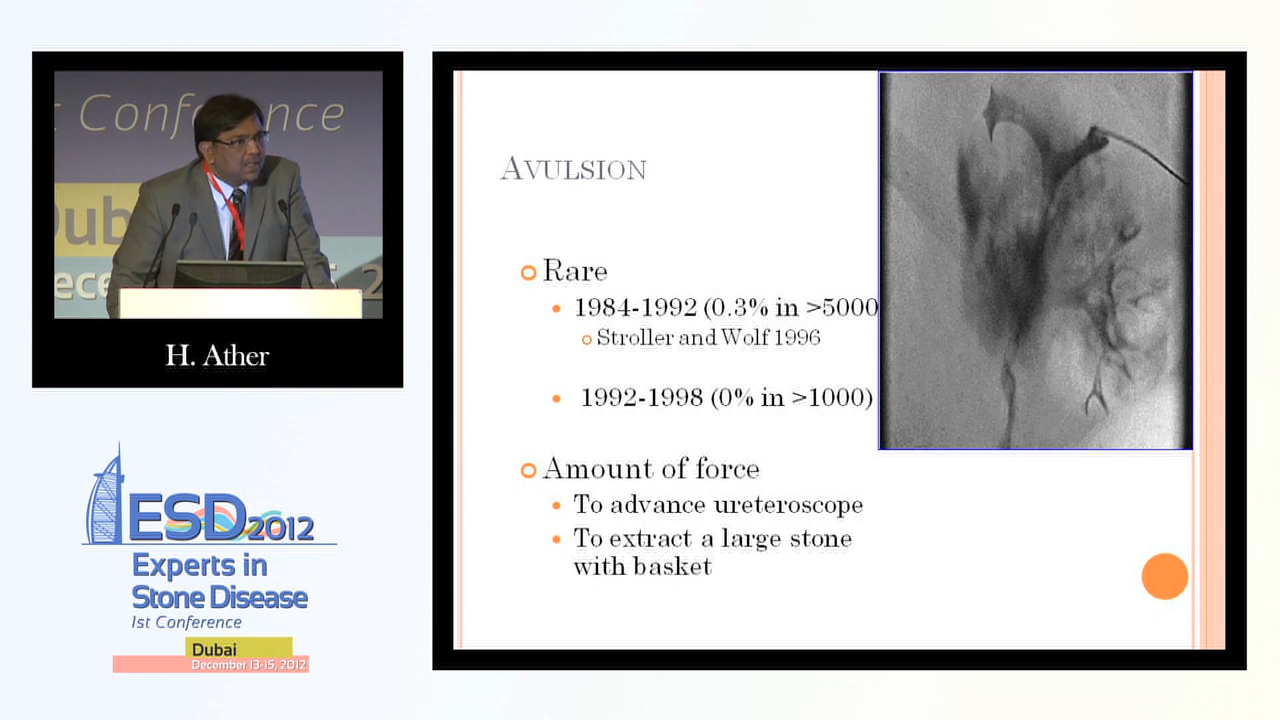 t Conference
Dub
ece
2
H. Ather
ESD2012
Experts in
Stone Disease
1st Conference
Dubai
December 13-15, 2012
AVULSION
Rare
1984-1992 (0.3% in >5000
Stroller and Wolf 1996
1992-1998 (0% in >1000)
Amount of force
To advance ureteroscope
To extract a large stone
with basket